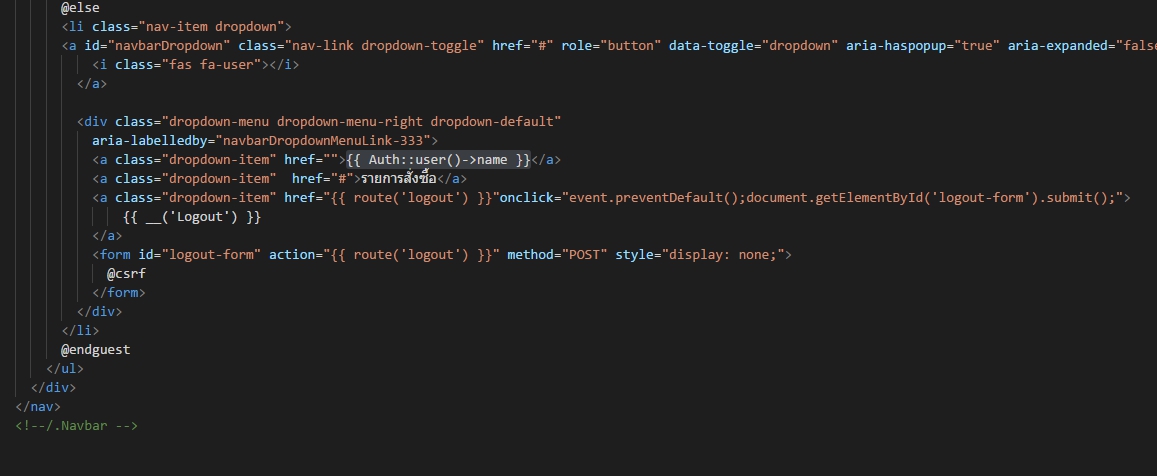 @else
<li class="nav-item dropdown">
<a id="navbarDropdown" class="nav-link dropdown-toggle" href="#" role="button" data-toggle="dropdown" aria-haspopup="true" aria-expanded="false
<i class="fas fa-user"></i>
</a>
<div class="dropdown-menu dropdown-menu-right dropdown-default"
aria-labelledby="navbarDropdownMenuLink-333">
<a class="dropdown-item" href="">{{ Auth::user()->name }}</a>
<a class="dropdown-item"  href="#">รายการสั่งซื้อ</a>
<a class="dropdown-item" href="{{ route('logout') }}"onclick="event.preventDefault();document.getElementById('logout-form').submit();">
{{ __('Logout') }}
</a>
<form id="logout-form" action="{{ route('logout') }}" method="POST" style="display: none;">
@csrf
</form>
</div>
</li>
@endguest
</ul>
</div>
</nav>
<!--/.Navbar -->